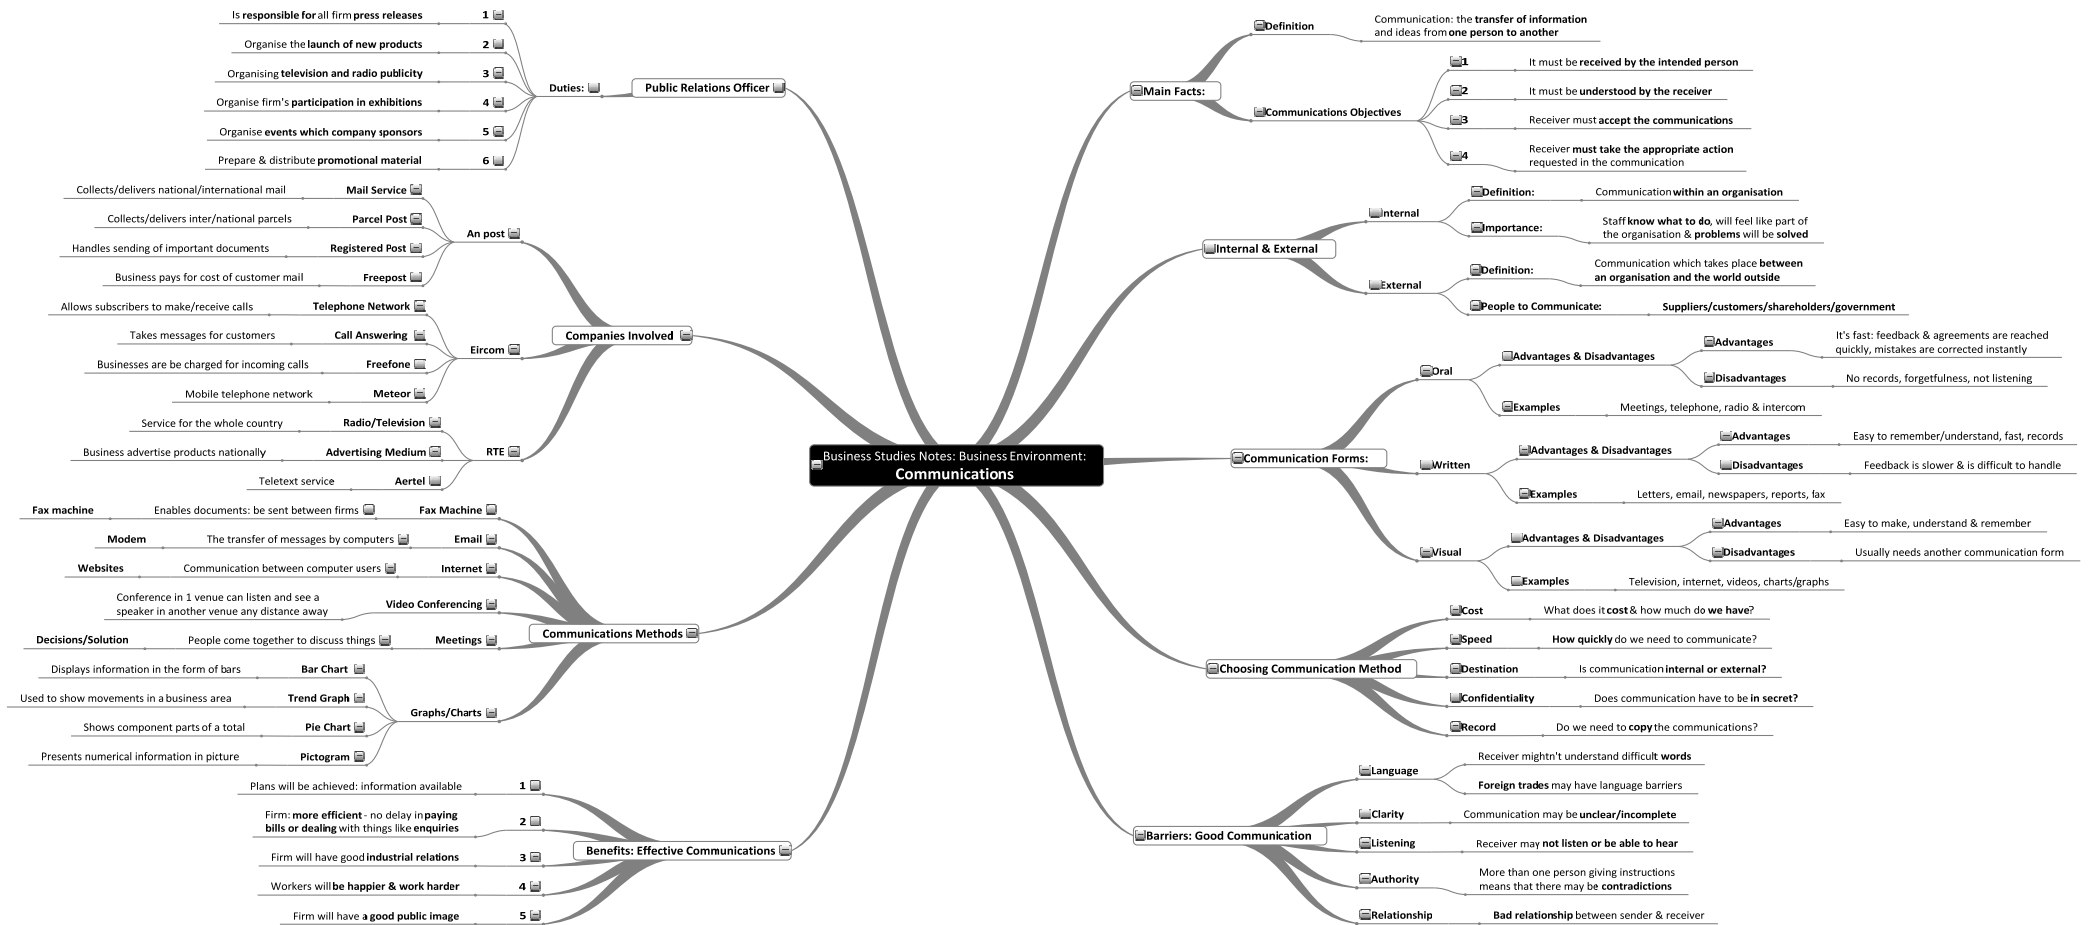 Business Studies Notes: Business Environment:
Communications
Main Facts:
Definition
Communication: the transfer of information
and ideas from one person to another
Communications Objectives
1
It must be received by the intended person
2
It must be understood by the receiver
3
Receiver must accept the communications
4
Receiver must take the appropriate action
requested in the communication
Internal & External
Internal
Definition:
Communication within an organisation
Importance:
Staff know what to do, will feel like part of
the organisation & problems will be solved
External
Definition:
Communication which takes place between
an organisation and the world outside
People to Communicate:
Suppliers/customers/shareholders/government
Communication Forms:
Oral
Advantages & Disadvantages
Advantages
It's fast: feedback & agreements are reached
quickly, mistakes are corrected instantly
Disadvantages
No records, forgetfulness, not listening
Examples
Meetings, telephone, radio & intercom
Written
Advantages & Disadvantages
Advantages
Easy to remember/understand, fast, records
Disadvantages
Feedback is slower & is difficult to handle
Examples
Letters, email, newspapers, reports, fax
Visual
Advantages & Disadvantages
Advantages
Easy to make, understand & remember
Disadvantages
Usually needs another communication form
Examples
Television, internet, videos, charts/graphs
Choosing Communication Method
Cost
What does it cost & how much do we have?
Speed
How quickly do we need to communicate?
Destination
Is communication internal or external?
Confidentiality
Does communication have to be in secret?
Record
Do we need to copy the communications?
Barriers: Good Communication
Language
Receiver mightn't understand difficult words
Foreign trades may have language barriers
Clarity
Communication may be unclear/incomplete
Listening
Receiver may not listen or be able to hear
Authority
More than one person giving instructions
means that there may be contradictions
Relationship
Bad relationship between sender & receiver
Public Relations Officer
Duties:
1
Is responsible for all firm press releases
2
Organise the launch of new products
3
Organising television and radio publicity
4
Organise firm's participation in exhibitions
5
Organise events which company sponsors
6
Prepare & distribute promotional material
Companies Involved
An post
Mail Service
Collects/delivers national/international mail
Parcel Post
Collects/delivers inter/national parcels
Registered Post
Handles sending of important documents
Freepost
Business pays for cost of customer mail
Eircom
Telephone Network
Allows subscribers to make/receive calls
Call Answering
Takes messages for customers
Freefone
Businesses are be charged for incoming calls
Meteor
Mobile telephone network
RTE
Radio/Television
Service for the whole country
Advertising Medium
Business advertise products nationally
Aertel
Teletext service
Communications Methods
Fax Machine
Enables documents: be sent between firms
Fax machine
Email
The transfer of messages by computers
Modem
Internet
Communication between computer users
Websites
Video Conferencing
Conference in 1 venue can listen and see a
speaker in another venue any distance away
Meetings
People come together to discuss things
Decisions/Solution
Graphs/Charts
Bar Chart
Displays information in the form of bars
Trend Graph
Used to show movements in a business area
Pie Chart
Shows component parts of a total
Pictogram
Presents numerical information in picture
Benefits: Effective Communications
1
Plans will be achieved: information available
2
Firm: more efficient - no delay in paying
bills or dealing with things like enquiries
3
Firm will have good industrial relations
4
Workers will be happier & work harder
5
Firm will have a good public image